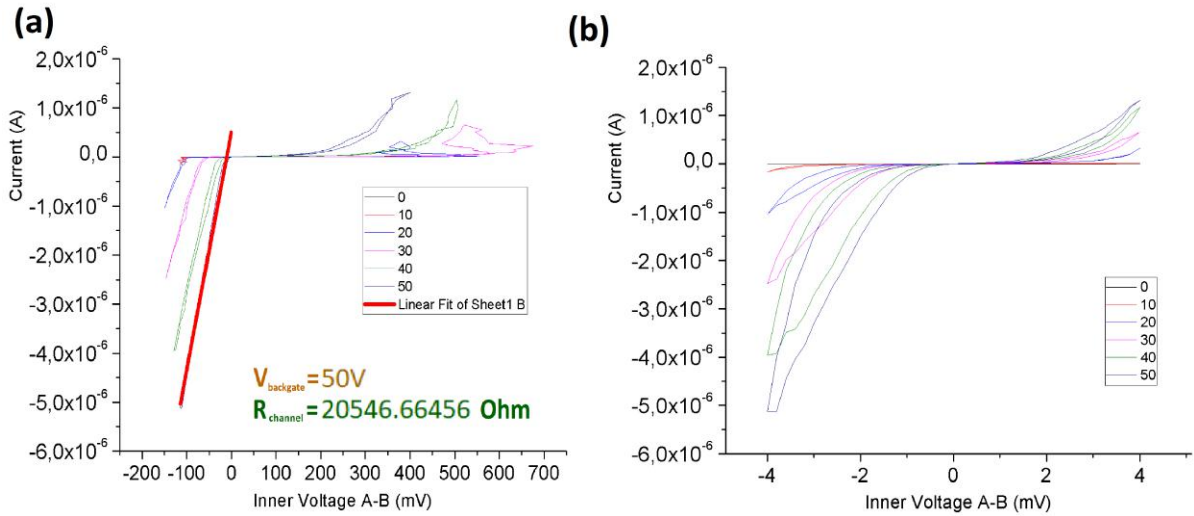 (a)
Current (A)
2,0x10⁻⁶
1,0x10⁻⁶
0,0
-1,0x10⁻⁶
-2,0x10⁻⁶
-3,0x10⁻⁶
-4,0x10⁻⁶
-5,0x10⁻⁶
-6,0x10⁻⁶
0
10
20
30
40
50
Linear Fit of Sheet1 B
V backgate = 50V
R channel = 20546.66456 Ohm
-200 -100 0 100 200 300 400 500 600 700
Inner Voltage A-B (mV)
(b)
Current (A)
2,0x10⁻⁶
1,0x10⁻⁶
0,0
-1,0x10⁻⁶
-2,0x10⁻⁶
-3,0x10⁻⁶
-4,0x10⁻⁶
-5,0x10⁻⁶
-6,0x10⁻⁶
0
10
20
30
40
50
-4 -2 0 2 4
Inner Voltage A-B (mV)